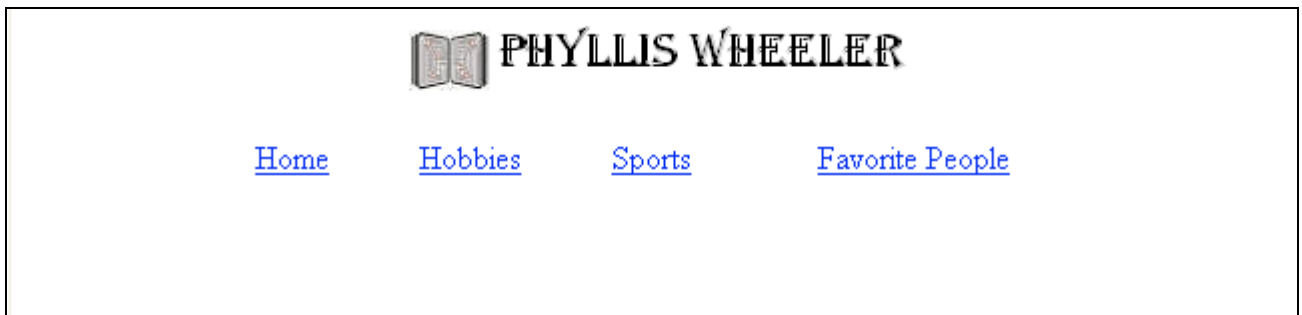 PHYLLIS WHEELER
Home Hobbies Sports Favorite People